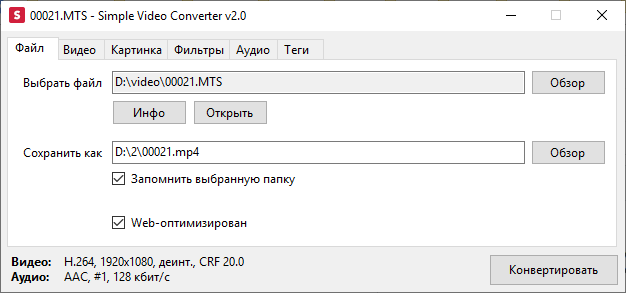 S 00021.MTS - Simple Video Converter v2.0
Файл Видео Картинка Фильтры Аудио Теги
Выбрать файл D:\video\00021.MTS Обзор
Инфо Открыть
Сохранить как D:\2\00021.mp4 Обзор
Запомнить выбранную папку
Web-оптимизирован
Видео: H.264, 1920x1080, деинт., CRF 20.0
Аудио: AAC, #1, 128 кбит/с
Конвертировать